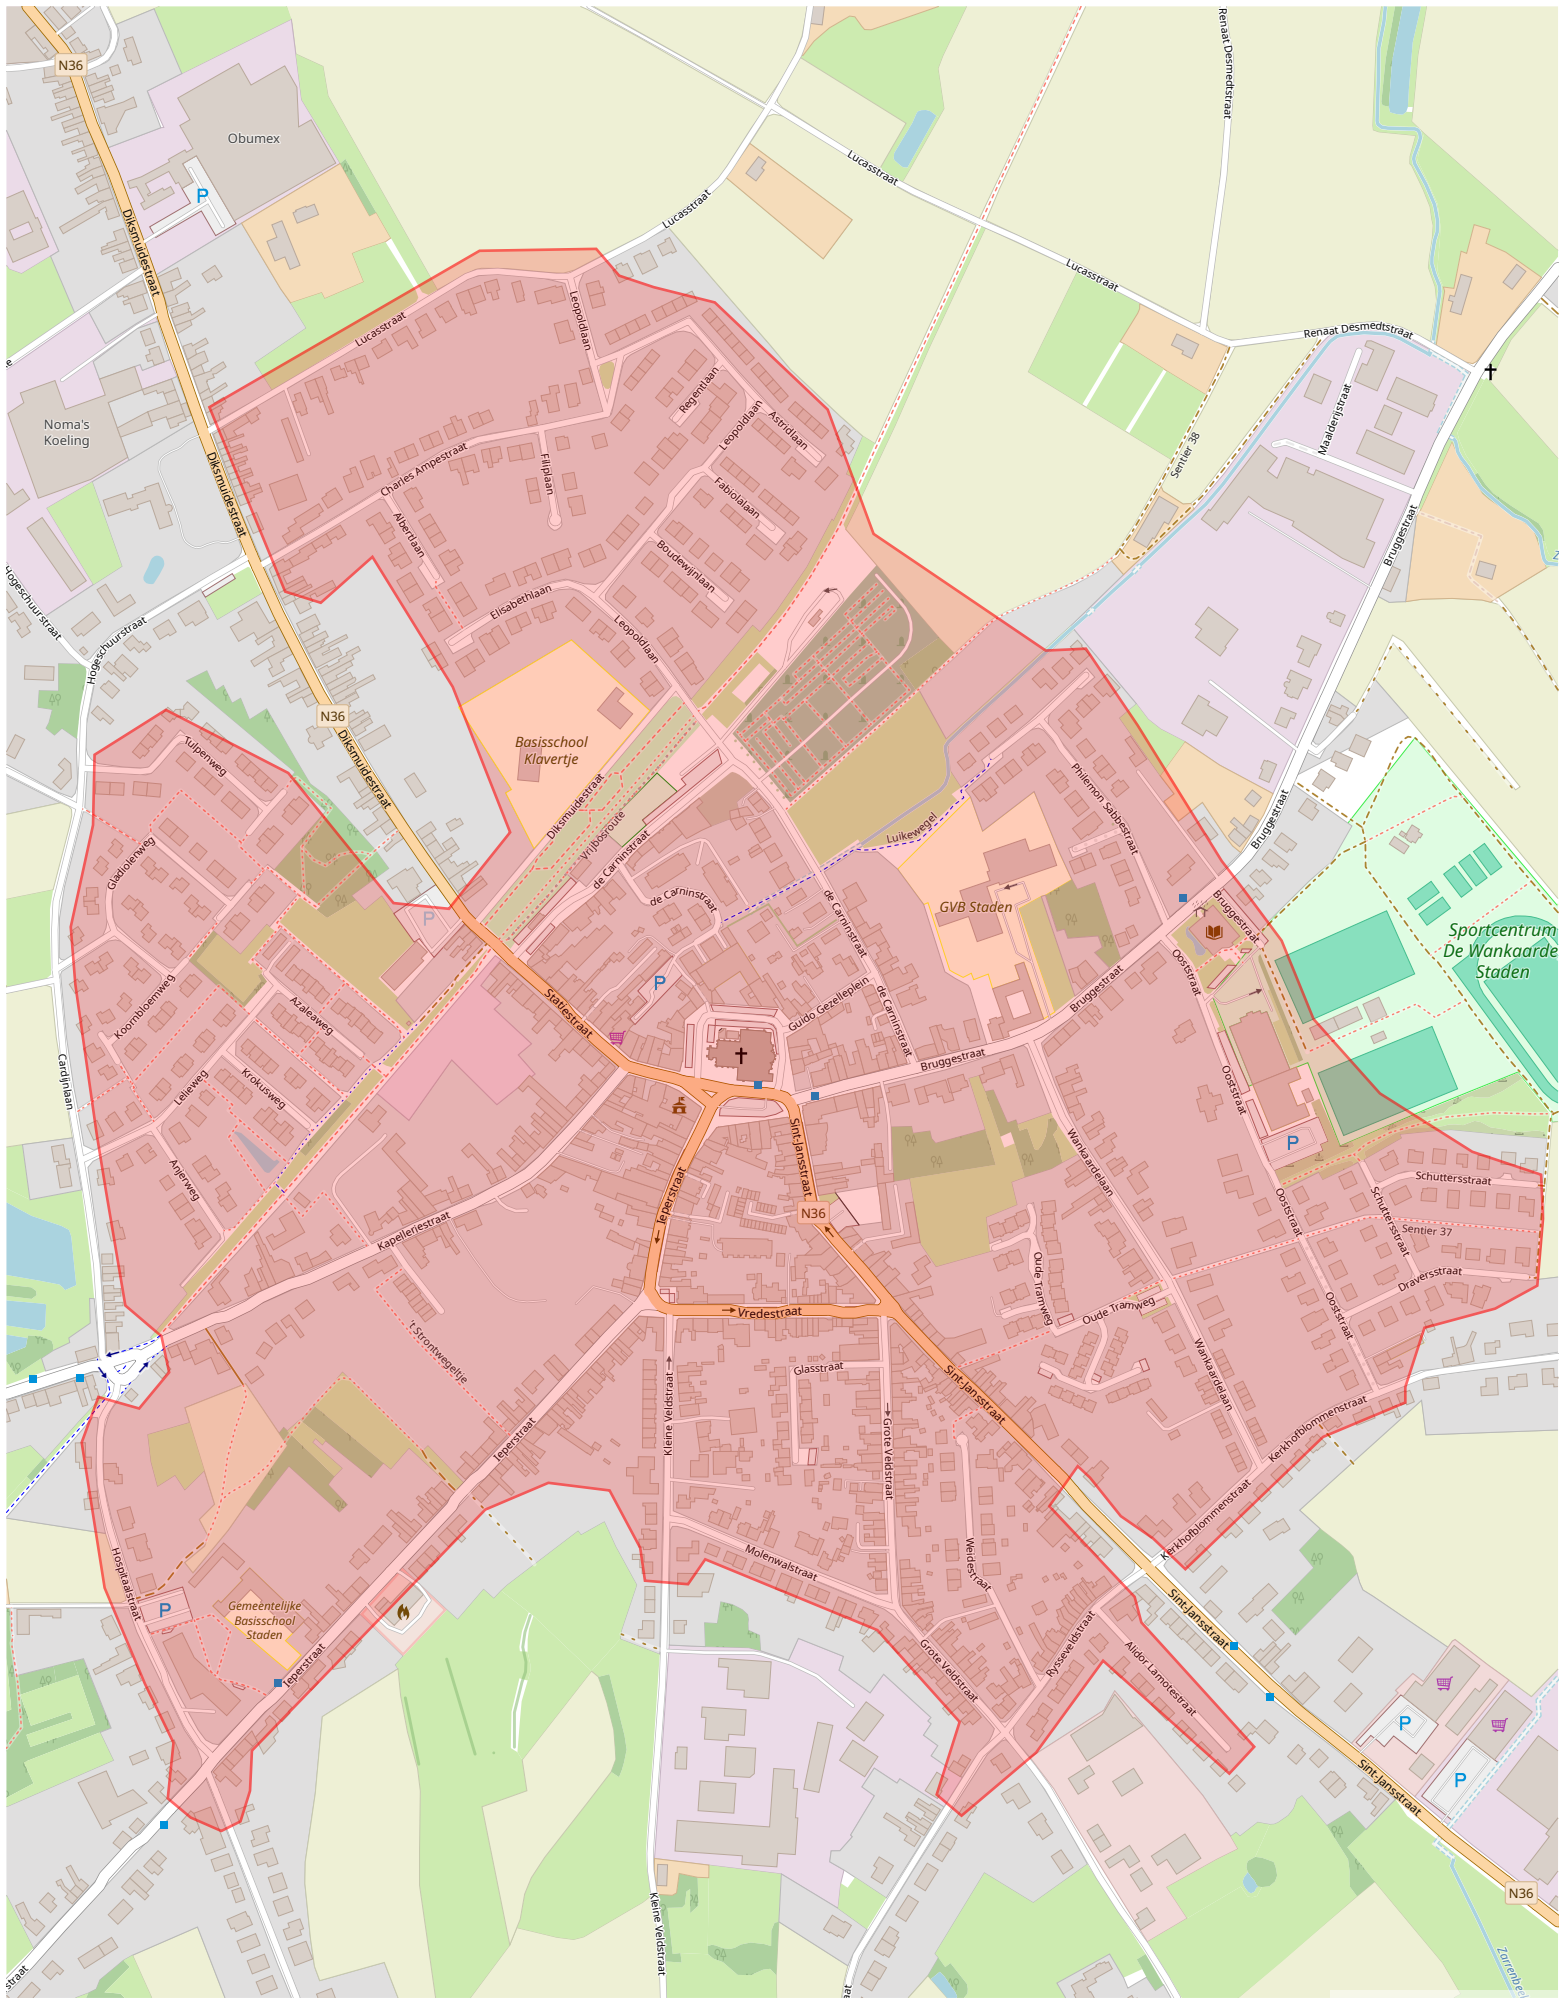 N36
Obumex
P
Renaat Desmedtstraat
Lucasstraat
Lucasstraat
Diksmuidestraat
Lucasstraat
Renaat Desmedtstraat
Lucasstraat
Leopoldlaan
Noma's
Koeling
Regentlaan
Leopoldlaan
Astridlaan
Maalderijstraat
Sentier 38
Diksmuidestraat
Charles Ampestraat
Filiplaan
Fabiolalaan
Albertlaan
Bruggestraat
Boudewijnlaan
Elisabethlaan
Hogeschuurstraat
Hogeschuurstraat
Leopoldlaan
N36
Diksmuidestraat
Basisschool
Klavertje
Tulpenweg
Diksmuidestraat
Vrijbosroute
de Carninstraat
Luikewegel
Philemon Sabbestraat
Bruggestraat
Gladiolenweg
de Carninstraat
de Carninstraat
GVB Staden
Bruggestraat
P
Sportcentrum
De Wankaarde
Staden
Koornbloemweg
Azaleaweg
P
Statiestraat
Guido Gezelleplein
de Carninstraat
Bruggestraat
Ooststraat
Bruggestraat
Cardijnlaan
Lelieweg
Krokusweg
Ooststraat
P
Anjerweg
Sint-Jansstraat
Ieperstraat
Wankaardelaan
Schuttersstraat
Schuttersstraat
Sentier 37
Ooststraat
Kapelleriestraat
N36
Oude Tramweg
Oude Tramweg
Draversstraat
Vredestraat
Ooststraat
't Strontwegeltje
Glasstraat
Sint-Jansstraat
Wankaardelaan
Kleine Veldstraat
Ieperstraat
Grote Veldstraat
Kerkhofblommenstraat
Kerkhofblommenstraat
Molenwalstraat
Weidestraat
Hospitaalstraat
P
Gemeentelijke
Basisschool
Staden
Ieperstraat
Sint-Jansstraat
Rysseveldstraat
Alidor Lamotestraat
Grote Veldstraat
P
P
Sint-Jansstraat
N36
Kleine Veldstraat